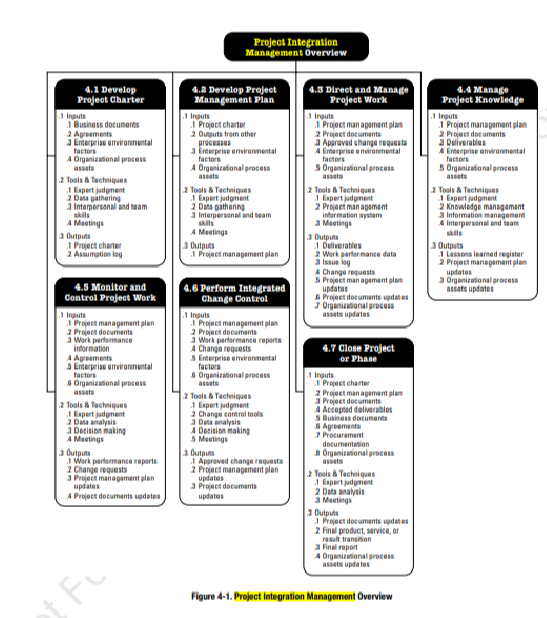 Project Integration
Management Overview
4.1 Develop
Project Charter
.1 Inputs
.1 Business documents
.2 Agreements
.3 Enterprise environmental
factors
.4 Organizational process
assets
.2 Tools & Techniques
.1 Expert judgment
.2 Data gathering
.3 Interpersonal and team
skills
.4 Meetings
.3 Outputs
.1 Project charter
.2 Assumption log
4.2 Develop Project
Management Plan
.1 Inputs
.1 Project charter
.2 Outputs from other
processes
.3 Enterprise environmental
factors
.4 Organizational process
assets
.2 Tools & Techniques
.1 Expert judgment
.2 Data gathering
.3 Interpersonal and team
skills
.4 Meetings
.3 Outputs
.1 Project management plan
4.3 Direct and Manage
Project Work
.1 Inputs
.1 Project management plan
.2 Project documents
.3 Approved change requests
.4 Enterprise environmental
factors
.5 Organizational process
assets
.2 Tools & Techniques
.1 Expert judgment
.2 Project management
information system
.3 Meetings
.3 Outputs
.1 Deliverables
.2 Work performance data
.3 Issue log
.4 Change requests
.5 Project management plan
updates
.6 Project documents updates
.7 Organizational process
assets updates
4.4 Manage
Project Knowledge
.1 Inputs
.1 Project management plan
.2 Project documents
.3 Deliverables
.4 Enterprise environmental
factors
.5 Organizational process
assets
.2 Tools & Techniques
.1 Expert judgment
.2 Knowledge management
.3 Information management
.4 Interpersonal and team
skills
.3 Outputs
.1 Lessons learned register
.2 Project management plan
updates
.3 Organizational process
assets updates
4.5 Monitor and
Control Project Work
.1 Inputs
.1 Project management plan
.2 Project documents
.3 Work performance
information
.4 Agreements
.5 Enterprise environmental
factors
.6 Organizational process
assets
.2 Tools & Techniques
.1 Expert judgment
.2 Data analysis
.3 Decision making
.4 Meetings
.3 Outputs
.1 Work performance reports
.2 Change requests
.3 Project management plan
updates
.4 Project documents updates
4.6 Perform Integrated
Change Control
.1 Inputs
.1 Project management plan
.2 Project documents
.3 Work performance reports
.4 Change requests
.5 Enterprise environmental
factors
.6 Organizational process
assets
.2 Tools & Techniques
.1 Expert judgment
.2 Change control tools
.3 Data analysis
.4 Decision making
.5 Meetings
.3 Outputs
.1 Approved change requests
.2 Project management plan
updates
.3 Project documents
updates
4.7 Close Project
or Phase
.1 Inputs
.1 Project charter
.2 Project management plan
.3 Project documents
.4 Accepted deliverables
.5 Business documents
.6 Agreements
.7 Procurement
documentation
.8 Organizational process
assets
.2 Tools & Techniques
.1 Expert judgment
.2 Data analysis
.3 Meetings
.3 Outputs
.1 Project documents updates
.2 Final product, service, or
result transition
.3 Final report
.4 Organizational process
assets updates
Figure 4-1. Project Integration Management Overview